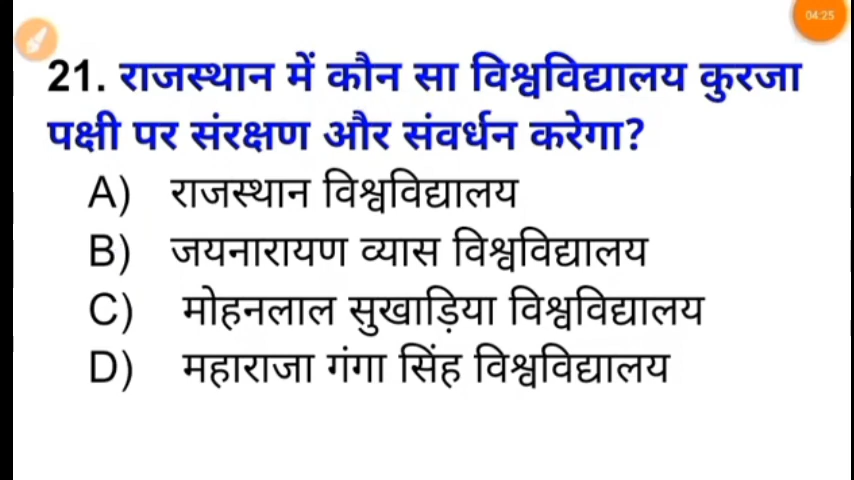 04:25
21. राजस्थान में कौन सा विश्वविद्यालय कुरजा
पक्षी पर संरक्षण और संवर्धन करेगा?
A) राजस्थान विश्वविद्यालय
B) जयनारायण व्यास विश्वविद्यालय
C) मोहनलाल सुखाड़िया विश्वविद्यालय
D) महाराजा गंगा सिंह विश्वविद्यालय